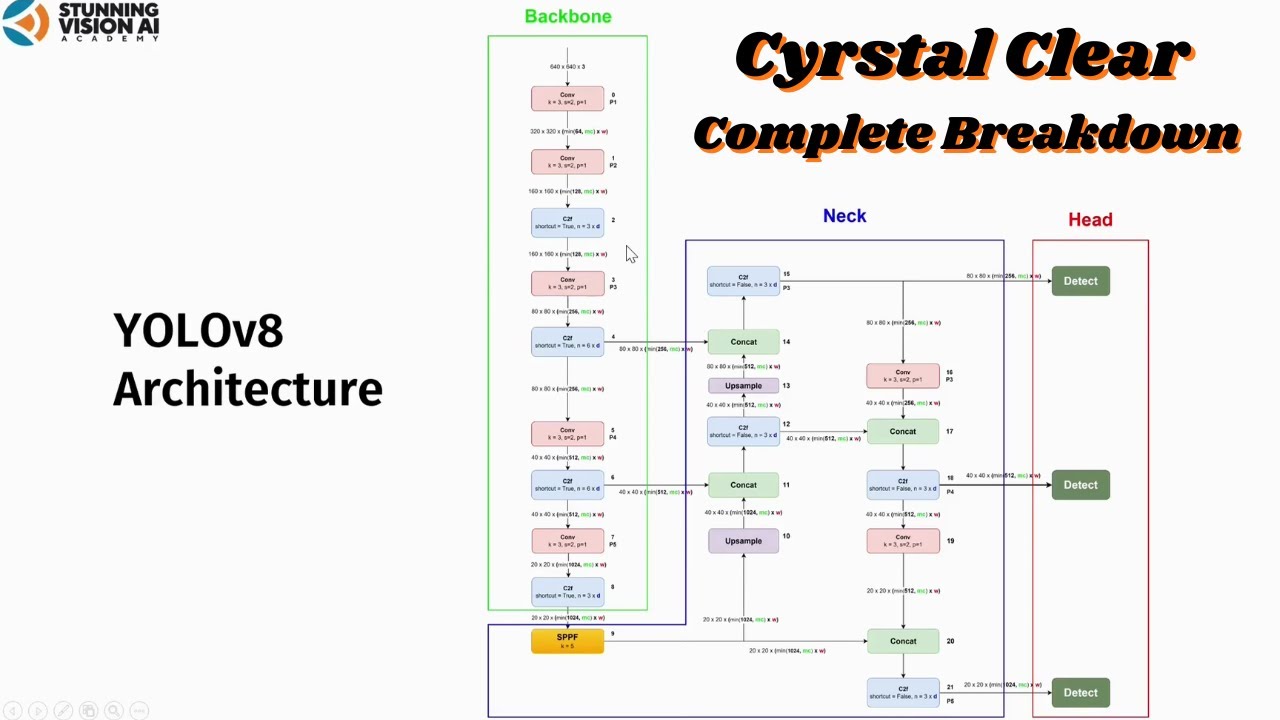 STUNNING
VISION AI
ACADEMY
Backbone
Cyrstal Clear
Complete Breakdown
YOLOv8
Architecture
640 x 640 x 3
Conv
k = 3, s=2, p=1
0
P1
320 x 320 x (min(64, mc) x w)
Conv
k = 3, s=2, p=1
1
P2
160 x 160 x (min(128, mc) x w)
C2f
shortcut = True, n = 3 x d
2
160 x 160 x (min(128, mc) x w)
Conv
k = 3, s=2, p=1
3
P3
80 x 80 x (min(256, mc) x w)
C2f
shortcut = True, n = 6 x d
4
80 x 80 x (min(256, mc) x w)
80 x 80 x (min(256, mc) x w)
Conv
k = 3, s=2, p=1
5
P4
40 x 40 x (min(512, mc) x w)
C2f
shortcut = True, n = 6 x d
6
40 x 40 x (min(512, mc) x w)
40 x 40 x (min(512, mc) x w)
Conv
k = 3, s=2, p=1
7
P5
20 x 20 x (min(1024, mc) x w)
C2f
shortcut = True, n = 3 x d
8
20 x 20 x (min(1024, mc) x w)
SPPF
k = 5
9
20 x 20 x (min(1024, mc) x w)
Neck
C2f
shortcut = False, n = 3 x d
15
P3
80 x 80 x (min(256, mc) x w)
Concat
14
80 x 80 x (min(512, mc) x w)
Upsample
13
40 x 40 x (min(512, mc) x w)
C2f
shortcut = False, n = 3 x d
12
40 x 40 x (min(512, mc) x w)
Concat
11
40 x 40 x (min(1024, mc) x w)
Upsample
10
20 x 20 x (min(1024, mc) x w)
80 x 80 x (min(256, mc) x w)
Conv
k = 3, s=2, p=1
16
P3
40 x 40 x (min(256, mc) x w)
Concat
17
C2f
shortcut = False, n = 3 x d
18
P4
40 x 40 x (min(512, mc) x w)
40 x 40 x (min(512, mc) x w)
Conv
k = 3, s=2, p=1
19
20 x 20 x (min(512, mc) x w)
Concat
20
C2f
shortcut = False, n = 3 x d
21
P5
20 x 20 x (min(1024, mc) x w)
Head
Detect
Detect
Detect